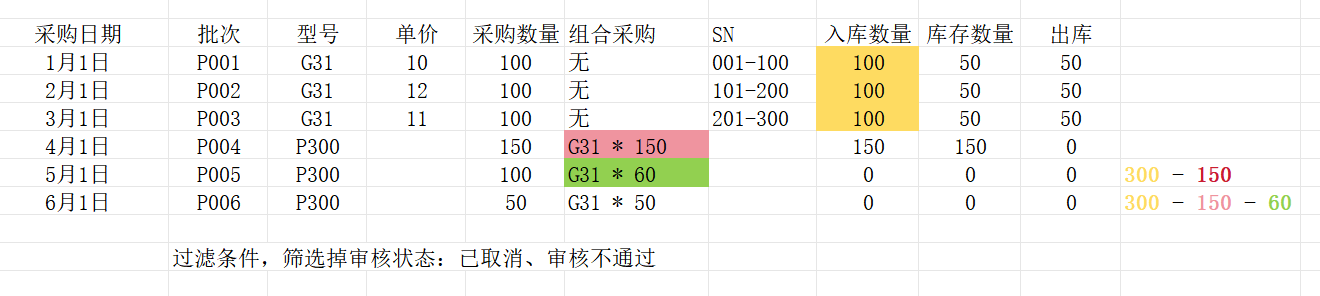 采购日期 批次 型号 单价 采购数量 组合采购 SN 入库数量 库存数量 出库
1月1日 P001 G31 10 100 无 001-100 100 50 50
2月1日 P002 G31 12 100 无 101-200 100 50 50
3月1日 P003 G31 11 100 无 201-300 100 50 50
4月1日 P004 P300 150 G31 * 150 150 150 0
5月1日 P005 P300 100 G31 * 60 0 0 0 300 - 150
6月1日 P006 P300 50 G31 * 50 0 0 0 300 - 150 - 60
过滤条件，筛选掉审核状态：已取消、审核不通过